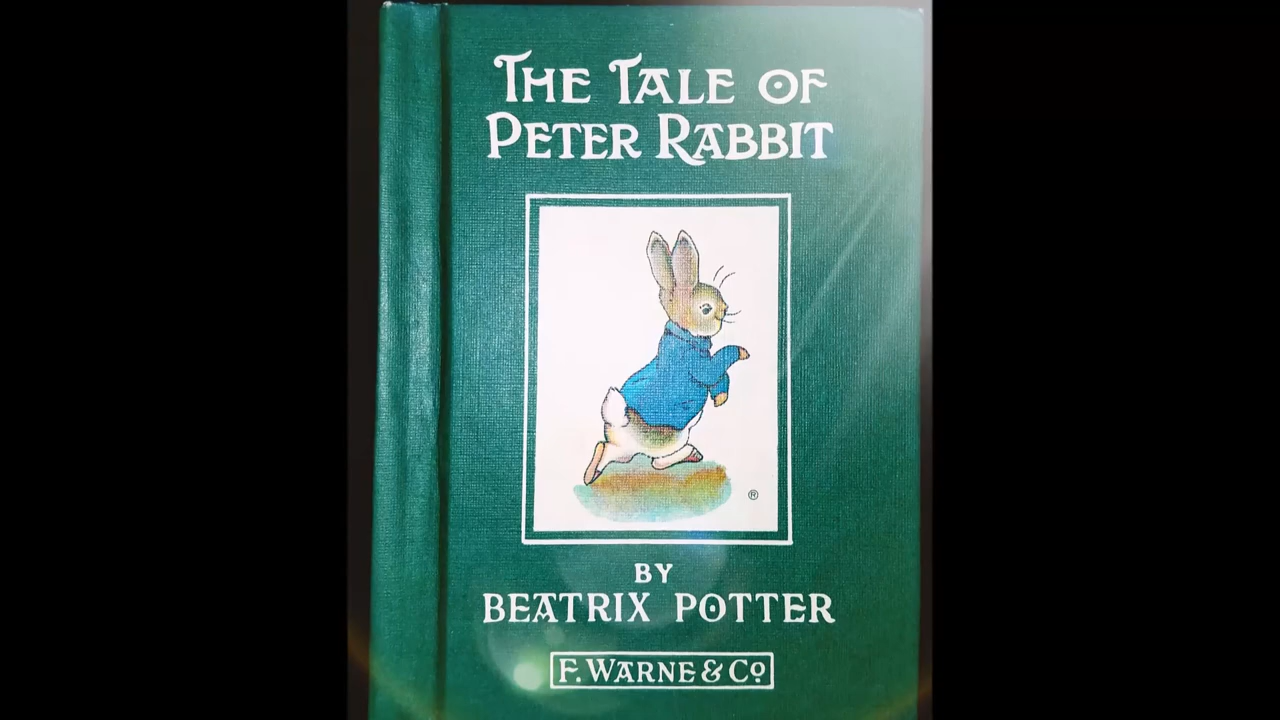 THE TALE OF
PETER RABBIT
®
BY
BEATRIX POTTER
F. WARNE & Co